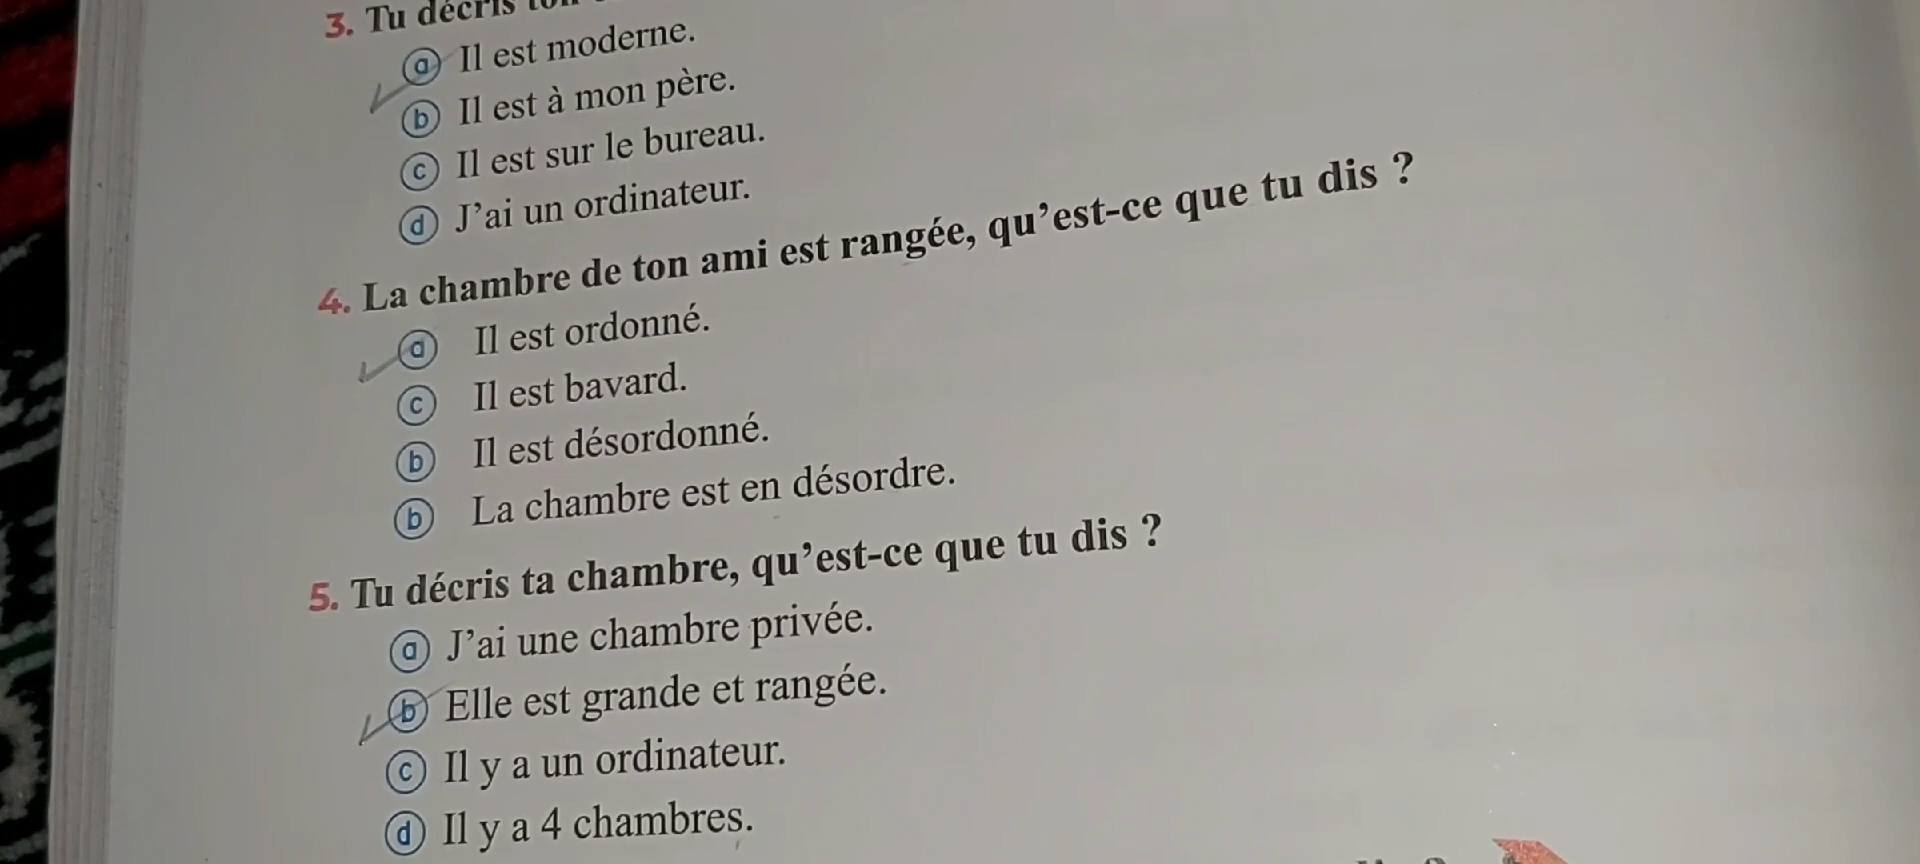 3. Tu décris ton
a Il est moderne.
b Il est à mon père.
c Il est sur le bureau.
d J'ai un ordinateur.
4. La chambre de ton ami est rangée, qu'est-ce que tu dis ?
a Il est ordonné.
c Il est bavard.
b Il est désordonné.
b La chambre est en désordre.
5. Tu décris ta chambre, qu'est-ce que tu dis ?
a J'ai une chambre privée.
b Elle est grande et rangée.
c Il y a un ordinateur.
d Il y a 4 chambres.